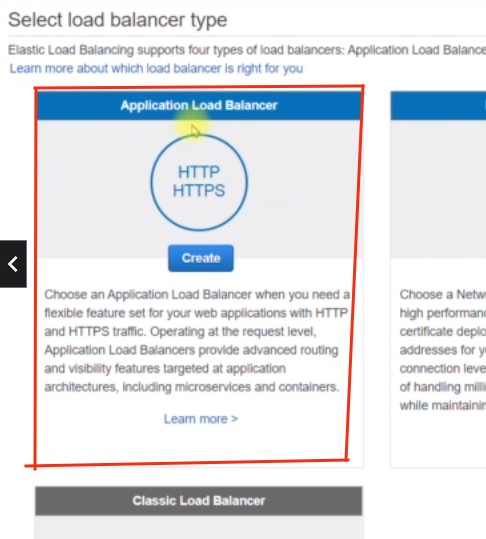 Select load balancer type
Elastic Load Balancing supports four types of load balancers: Application Load Balance
Learn more about which load balancer is right for you
Application Load Balancer
HTTP
HTTPS
Create
Choose an Application Load Balancer when you need a
flexible feature set for your web applications with HTTP
and HTTPS traffic. Operating at the request level,
Application Load Balancers provide advanced routing
and visibility features targeted at application
architectures, including microservices and containers.
Learn more >
Choose a Netw
high performanc
certificate deplo
addresses for y
connection leve
of handling milli
while maintainin
Classic Load Balancer